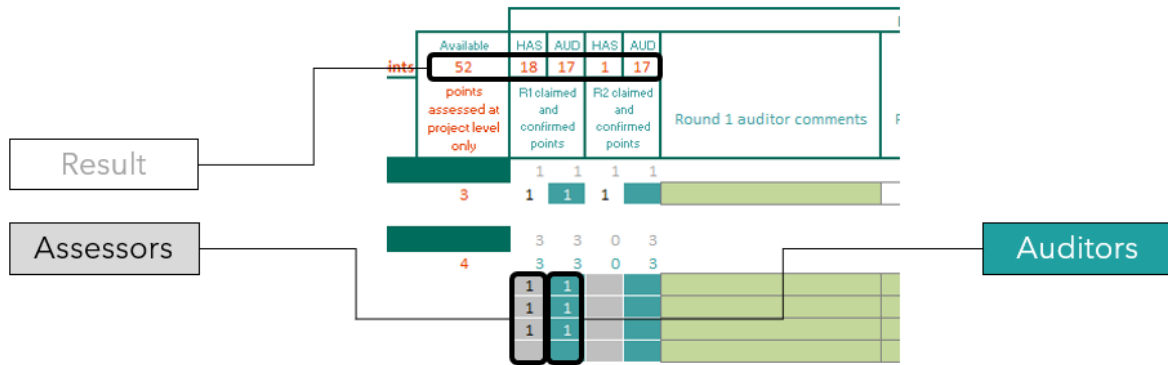 Available HAS AUD HAS AUD
ints 52 18 17 1 17
points
assessed at
project level
only
R1 claimed
and
confirmed
points
R2 claimed
and
confirmed
points
Round 1 auditor comments
Result
1 1 1 1
3 1 1 1
Assessors
3 3 0 3
4 3 3 0 3
Auditors
1 1
1 1
1 1